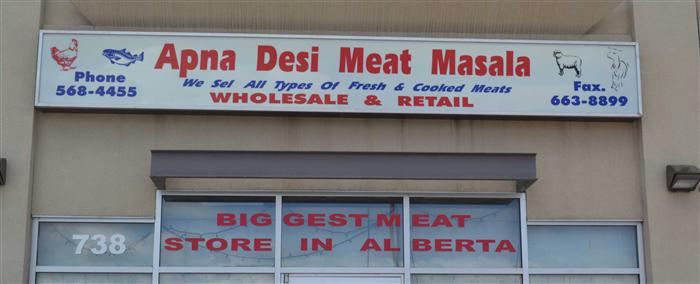 Apna Desi Meat Masala
We Sel All Types Of Fresh & Cooked Meats
WHOLESALE & RETAIL
Phone
568-4455
Fax.
663-8899
738
BIGGEST MEAT
STORE IN ALBERTA